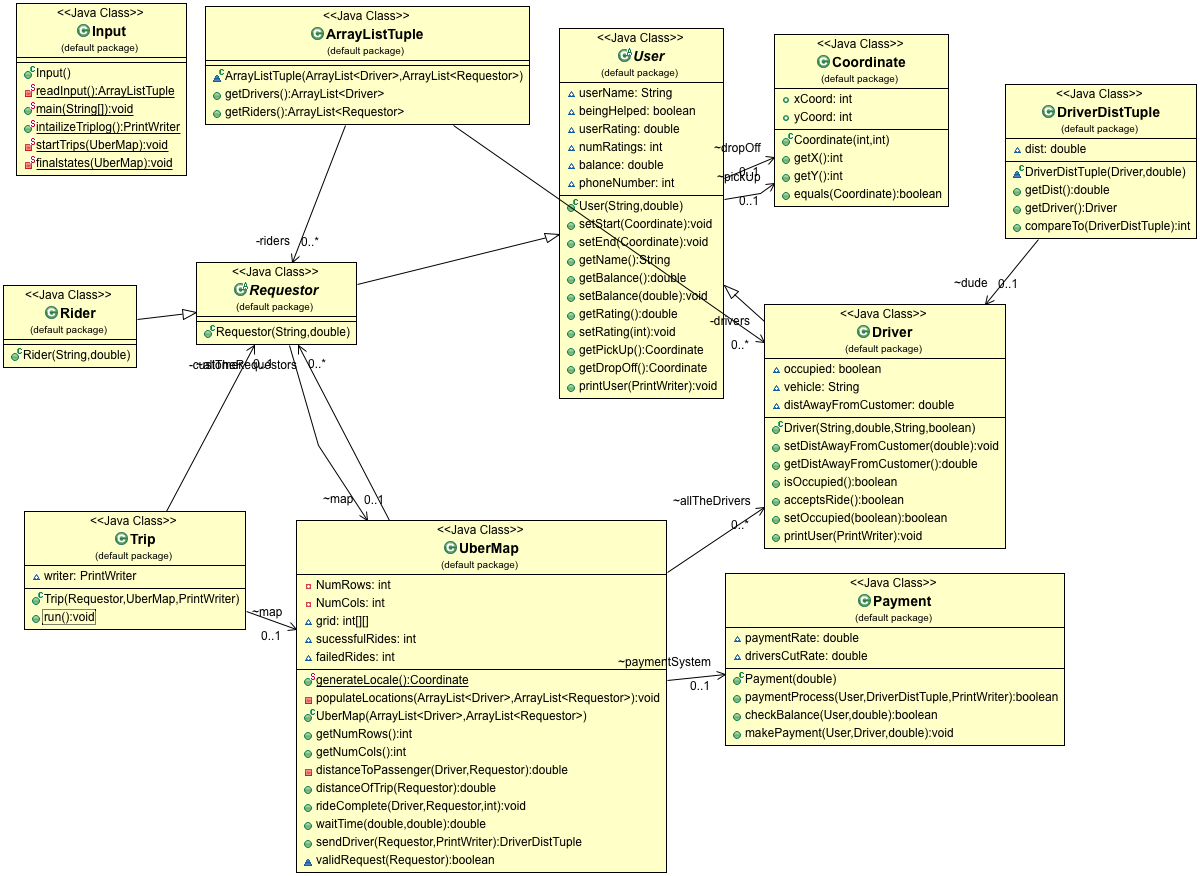 <<Java Class>>
Input
(default package)
Input()
readInput():ArrayListTuple
main(String[]):void
intailizeTriplog():PrintWriter
startTrips(UberMap):void
finalstates(UberMap):void
<<Java Class>>
ArrayListTuple
(default package)
ArrayListTuple(ArrayList<Driver>,ArrayList<Requestor>)
getDrivers():ArrayList<Driver>
getRiders():ArrayList<Requestor>
<<Java Class>>
User
(default package)
userName: String
beingHelped: boolean
userRating: double
numRatings: int
balance: double
phoneNumber: int
User(String,double)
setStart(Coordinate):void
setEnd(Coordinate):void
getName():String
getBalance():double
setBalance(double):void
getRating():double
setRating(int):void
getPickUp():Coordinate
getDropOff():Coordinate
printUser(PrintWriter):void
~dropOff
0..1
~pickUp
0..1
<<Java Class>>
Coordinate
(default package)
xCoord: int
yCoord: int
Coordinate(int,int)
getX():int
getY():int
equals(Coordinate):boolean
<<Java Class>>
DriverDistTuple
(default package)
dist: double
DriverDistTuple(Driver,double)
getDist():double
getDriver():Driver
compareTo(DriverDistTuple):int
~dude
0..1
-riders
0..*
-drivers
0..*
<<Java Class>>
Rider
(default package)
Rider(String,double)
<<Java Class>>
Requestor
(default package)
Requestor(String,double)
-customer
0..1
~allTheRequestors
0..*
<<Java Class>>
Driver
(default package)
occupied: boolean
vehicle: String
distAwayFromCustomer: double
Driver(String,double,String,boolean)
setDistAwayFromCustomer(double):void
getDistAwayFromCustomer():double
isOccupied():boolean
acceptsRide():boolean
setOccupied(boolean):boolean
printUser(PrintWriter):void
~map
0..1
~allTheDrivers
0..*
<<Java Class>>
Trip
(default package)
writer: PrintWriter
Trip(Requestor,UberMap,PrintWriter)
run():void
~map
0..1
<<Java Class>>
UberMap
(default package)
NumRows: int
NumCols: int
grid: int[][]
sucessfulRides: int
failedRides: int
generateLocale():Coordinate
populateLocations(ArrayList<Driver>,ArrayList<Requestor>):void
UberMap(ArrayList<Driver>,ArrayList<Requestor>)
getNumRows():int
getNumCols():int
distanceToPassenger(Driver,Requestor):double
distanceOfTrip(Requestor):double
rideComplete(Driver,Requestor,int):void
waitTime(double,double):double
sendDriver(Requestor,PrintWriter):DriverDistTuple
validRequest(Requestor):boolean
~paymentSystem
0..1
<<Java Class>>
Payment
(default package)
paymentRate: double
driversCutRate: double
Payment(double)
paymentProcess(User,DriverDistTuple,PrintWriter):boolean
checkBalance(User,double):boolean
makePayment(User,Driver,double):void